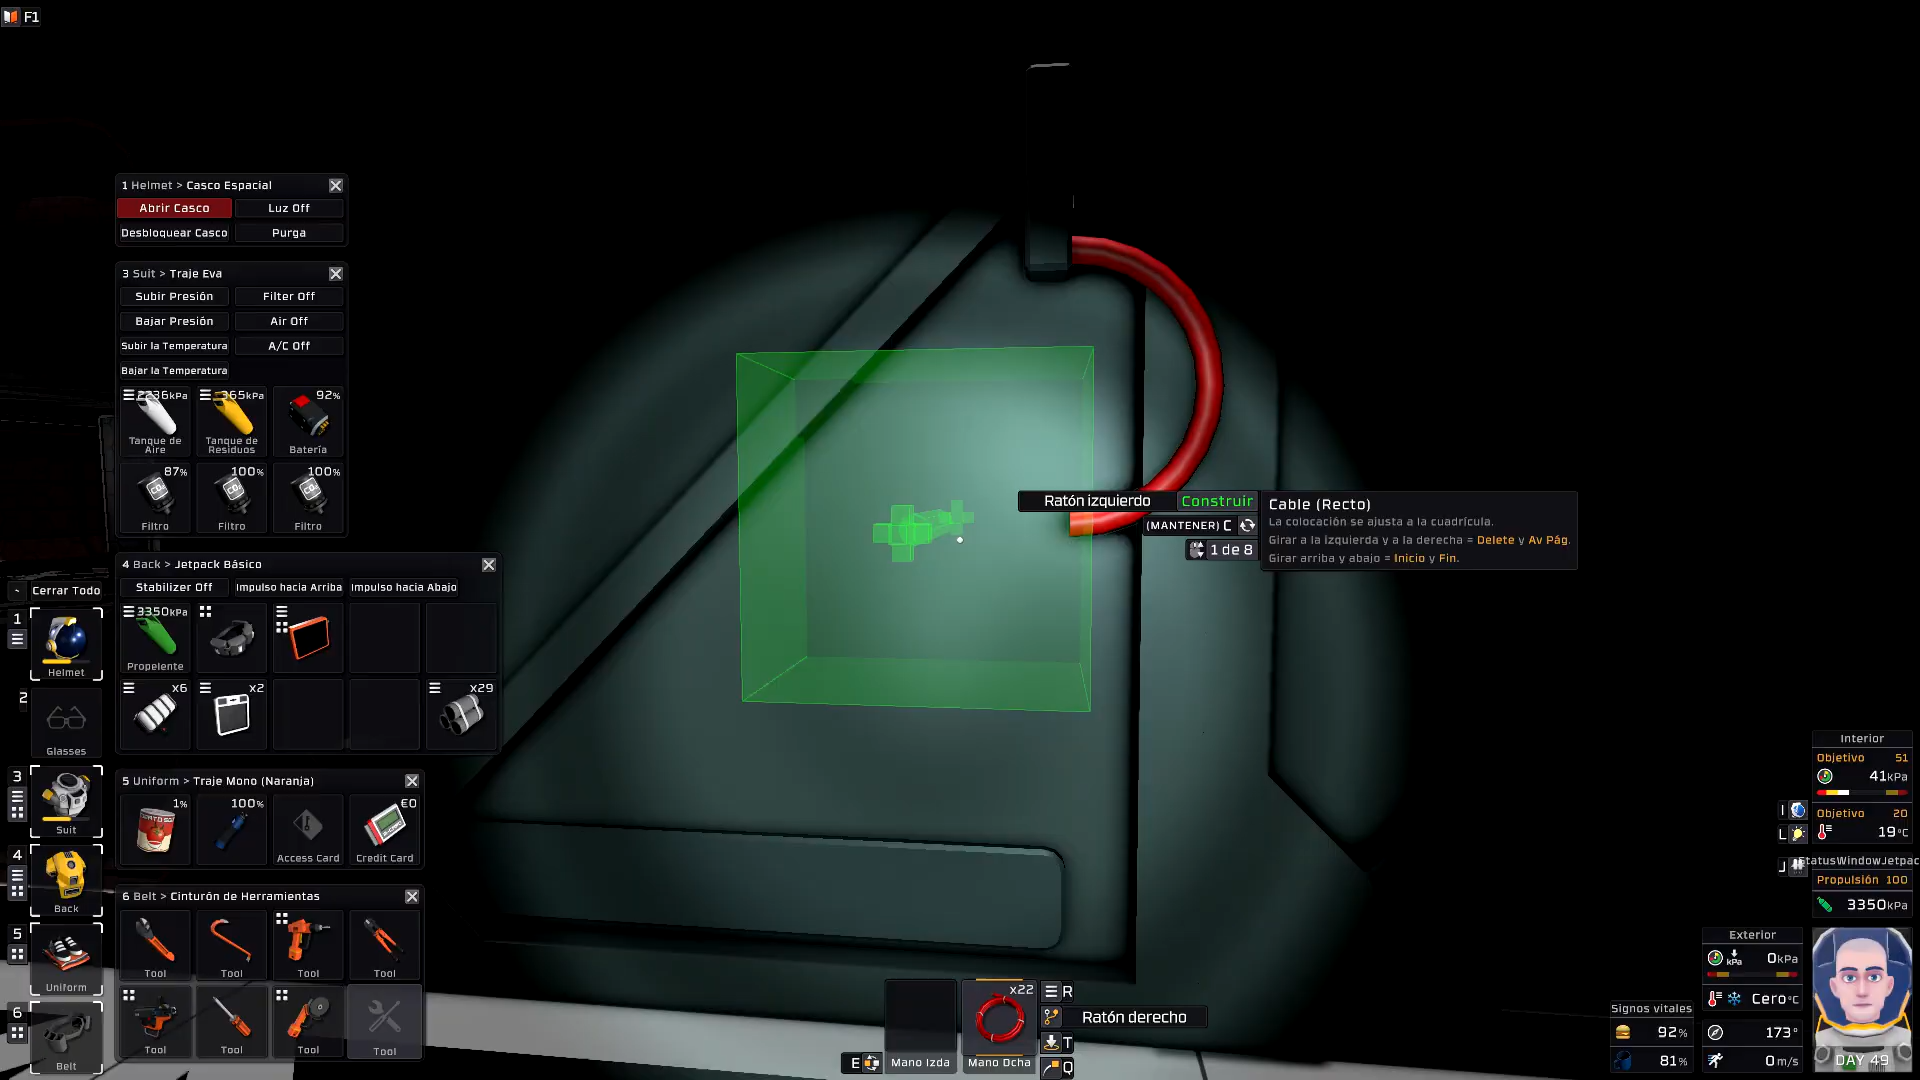 F1
1 Helmet > Casco Espacial
Abrir Casco
Luz Off
Desbloquear Casco
Purga
3 Suit > Traje Eva
Subir Presión
Filter Off
Bajar Presión
Air Off
Subir la Temperatura
A/C Off
Bajar la Temperatura
2236kPa
365kPa
92%
Tanque de Aire
Tanque de Residuos
Batería
87%
100%
100%
Filtro
Filtro
Filtro
4 Back > Jetpack Básico
Stabilizer Off
Impulso hacia Arriba
Impulso hacia Abajo
3350kPa
Propelente
x6
x2
x29
5 Uniform > Traje Mono (Naranja)
1%
100%
€0
Access Card
Credit Card
6 Belt > Cinturón de Herramientas
Tool
Tool
Tool
Tool
Tool
Tool
Tool
Tool
~ Cerrar Todo
1
Helmet
2
Glasses
3
Suit
4
Back
5
Uniform
6
Belt
Ratón izquierdo
Construir
(MANTENER) C
1 de 8
Cable (Recto)
La colocación se ajusta a la cuadrícula.
Girar a la izquierda y a la derecha = Delete y Av Pág.
Girar arriba y abajo = Inicio y Fin.
x22
R
Ratón derecho
T
E
Mano Izda
Mano Dcha
Q
Interior
Objetivo 51
I
41kPa
Objetivo 20
L
19°C
J
StatusWindowJetpac
Propulsión 100
3350kPa
Exterior
kPa
0kPa
Cero°C
Signos vitales
92%
173°
81%
0m/s
DAY 49